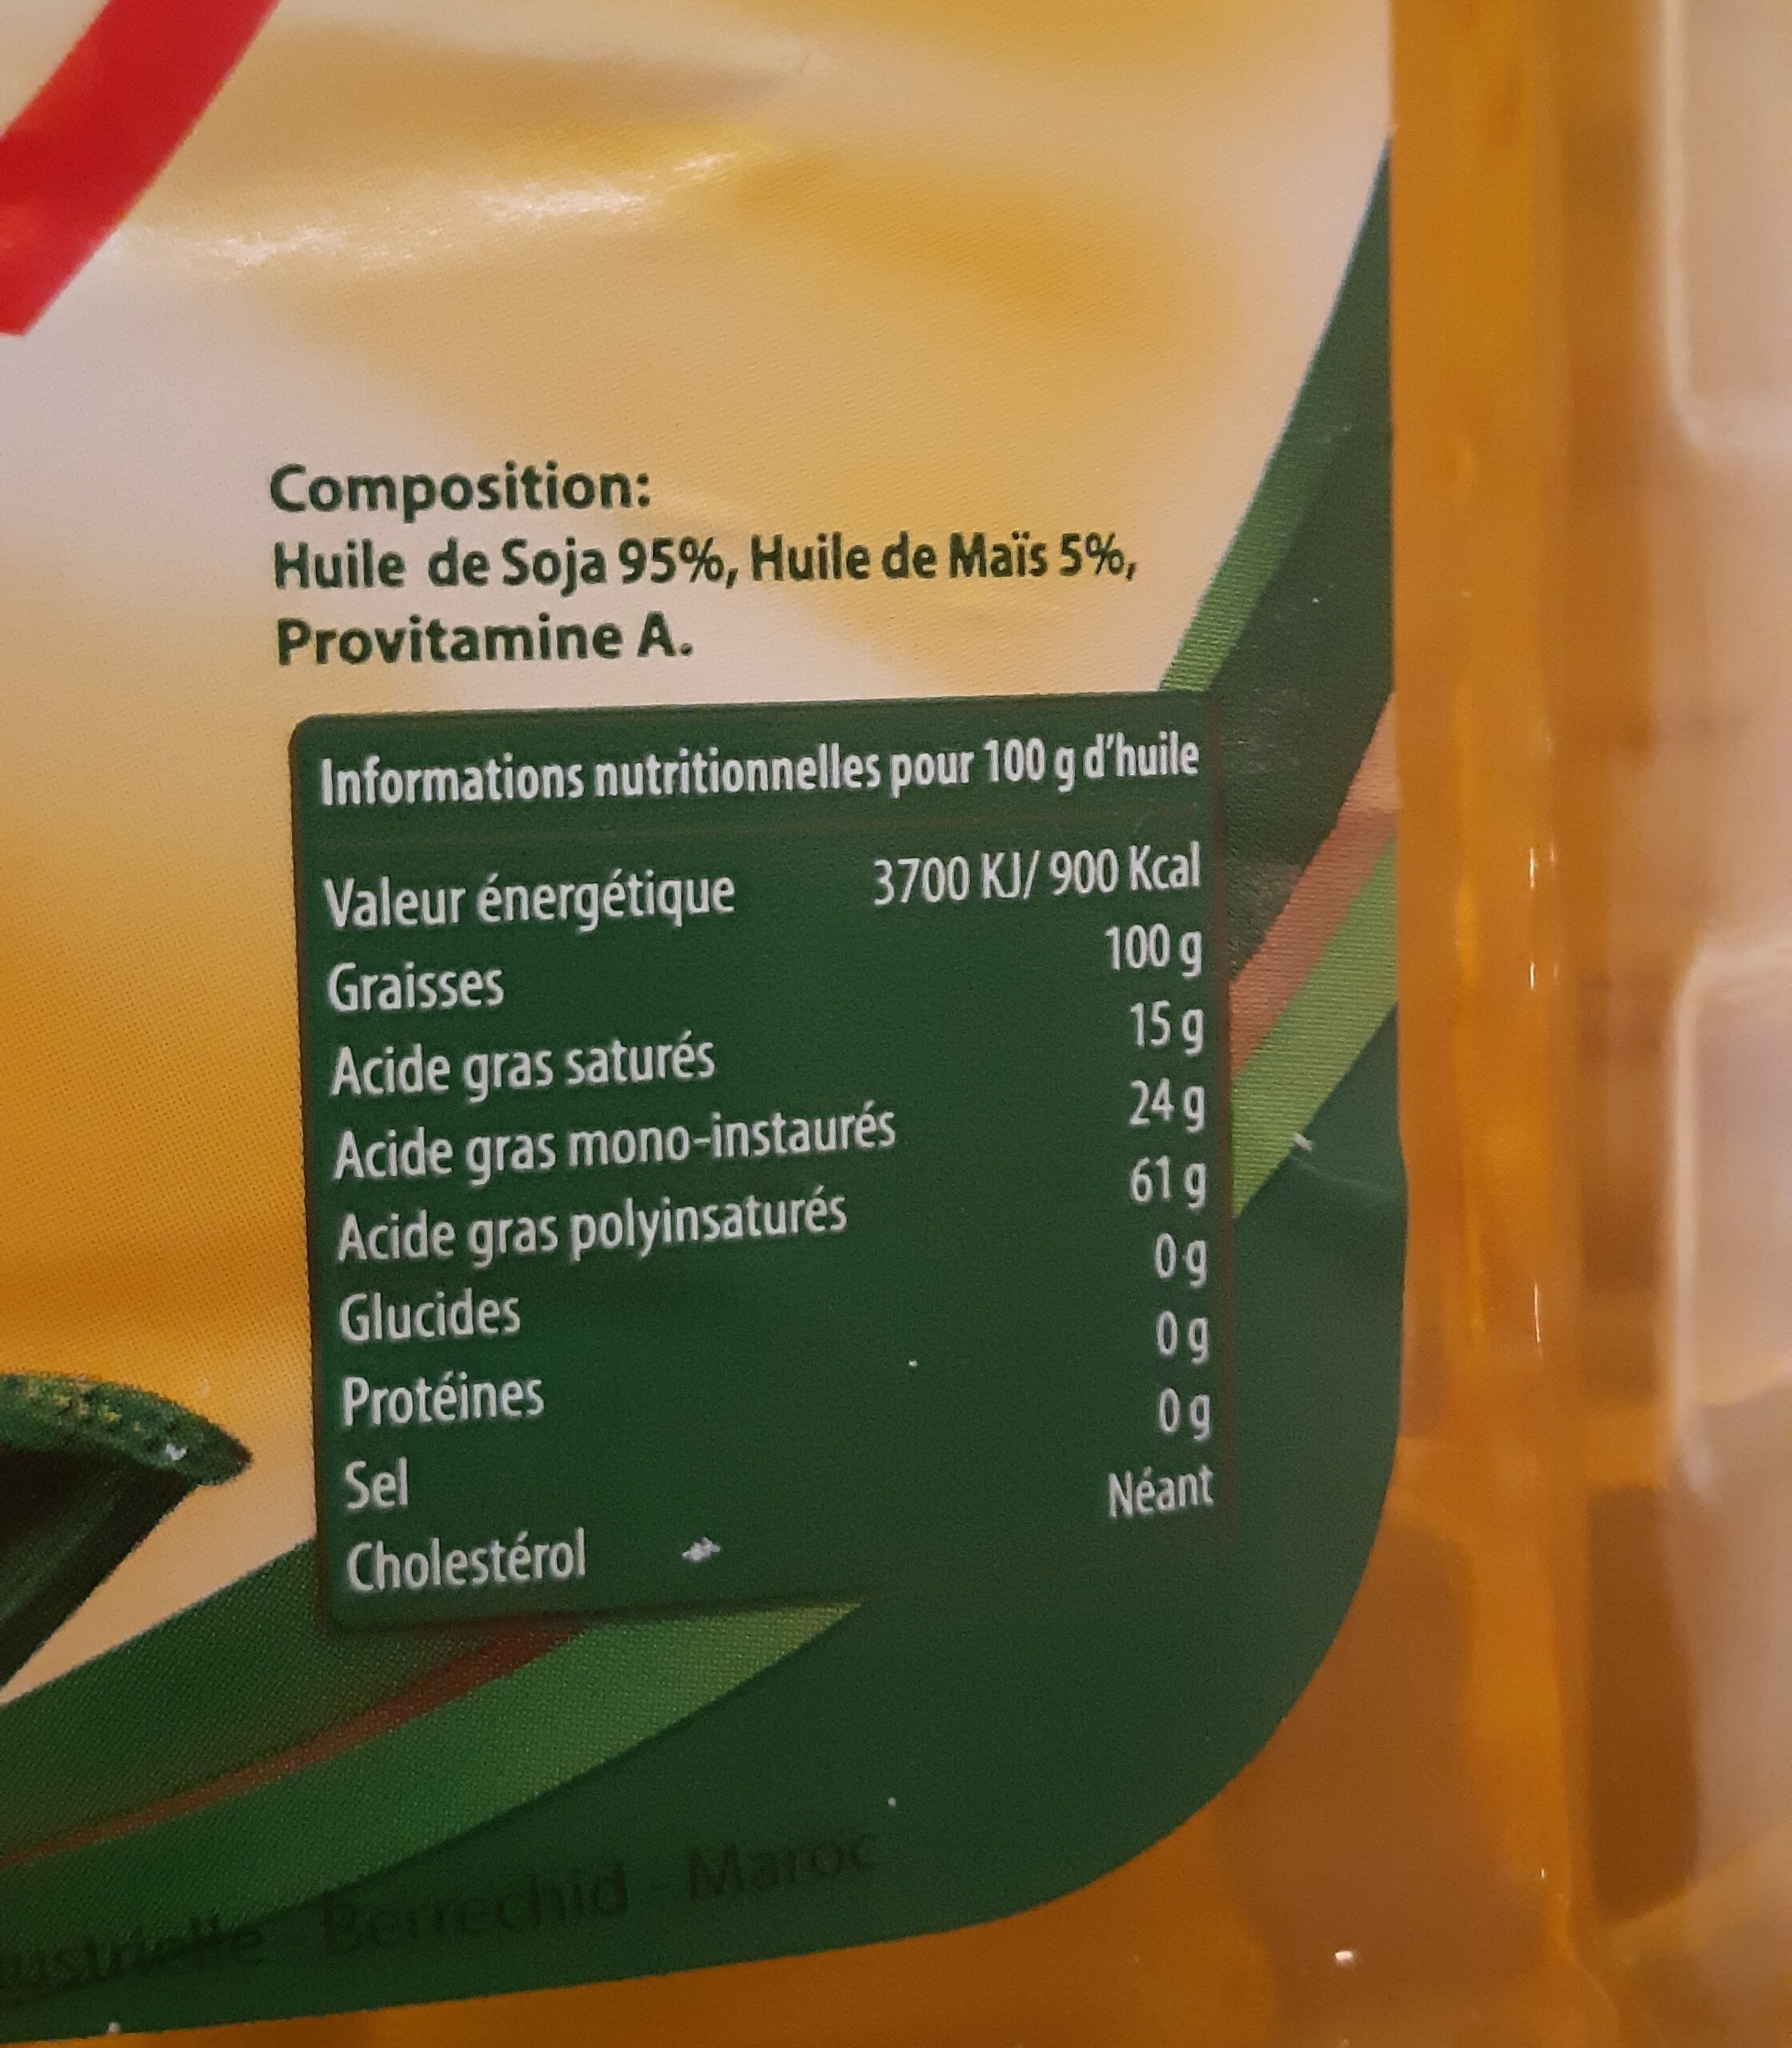 Composition:
Huile de Soja 95%, Huile de Maïs 5%,
Provitamine A.
Informations nutritionnelles pour 100 g d'huile
Valeur énergétique 3700 KJ/ 900 Kcal
Graisses 100 g
Acide gras saturés 15 g
Acide gras mono-instaurés 24 g
Acide gras polyinsaturés 61 g
Glucides 0 g
Protéines 0 g
Sel 0 g
Cholestérol Néant
- Berrechid - Maroc